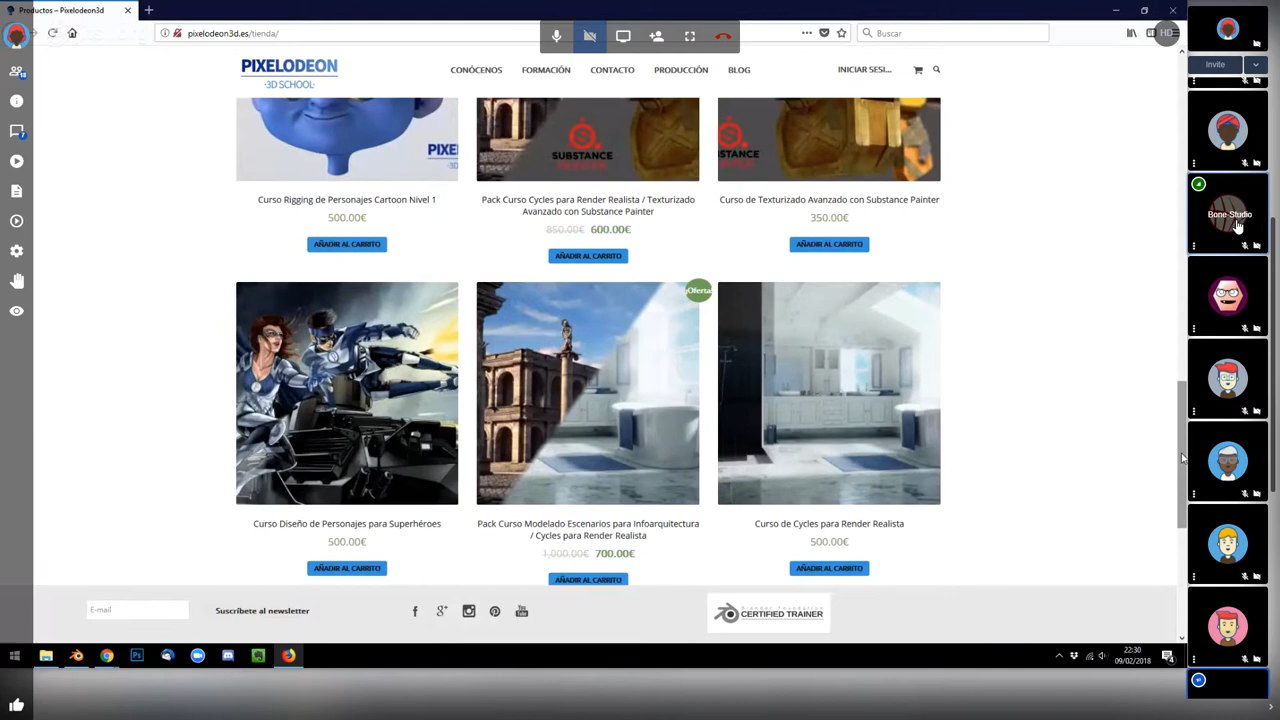 Productos – Pixelodeon3d.es
pixelodeon3d.es/tienda/
Buscar
HD
Invite
PIXELODEON
·3D SCHOOL·
CONÓCENOS
FORMACIÓN
CONTACTO
PRODUCCIÓN
BLOG
INICIAR SESI...
PIXE
SUBSTANCE
Curso Rigging de Personajes Cartoon Nivel 1
500.00€
AÑADIR AL CARRITO
Pack Curso Cycles para Render Realista / Texturizado
Avanzado con Substance Painter
850.00€ 600.00€
AÑADIR AL CARRITO
Curso de Texturizado Avanzado con Substance Painter
350.00€
AÑADIR AL CARRITO
Bone-Studio
¡Oferta!
Curso Diseño de Personajes para Superhéroes
500.00€
AÑADIR AL CARRITO
Pack Curso Modelado Escenarios para Infoarquitectura
/ Cycles para Render Realista
1,000.00€ 700.00€
AÑADIR AL CARRITO
Curso de Cycles para Render Realista
500.00€
AÑADIR AL CARRITO
E-mail
Suscríbete al newsletter
CERTIFIED TRAINER
22:30
09/02/2018